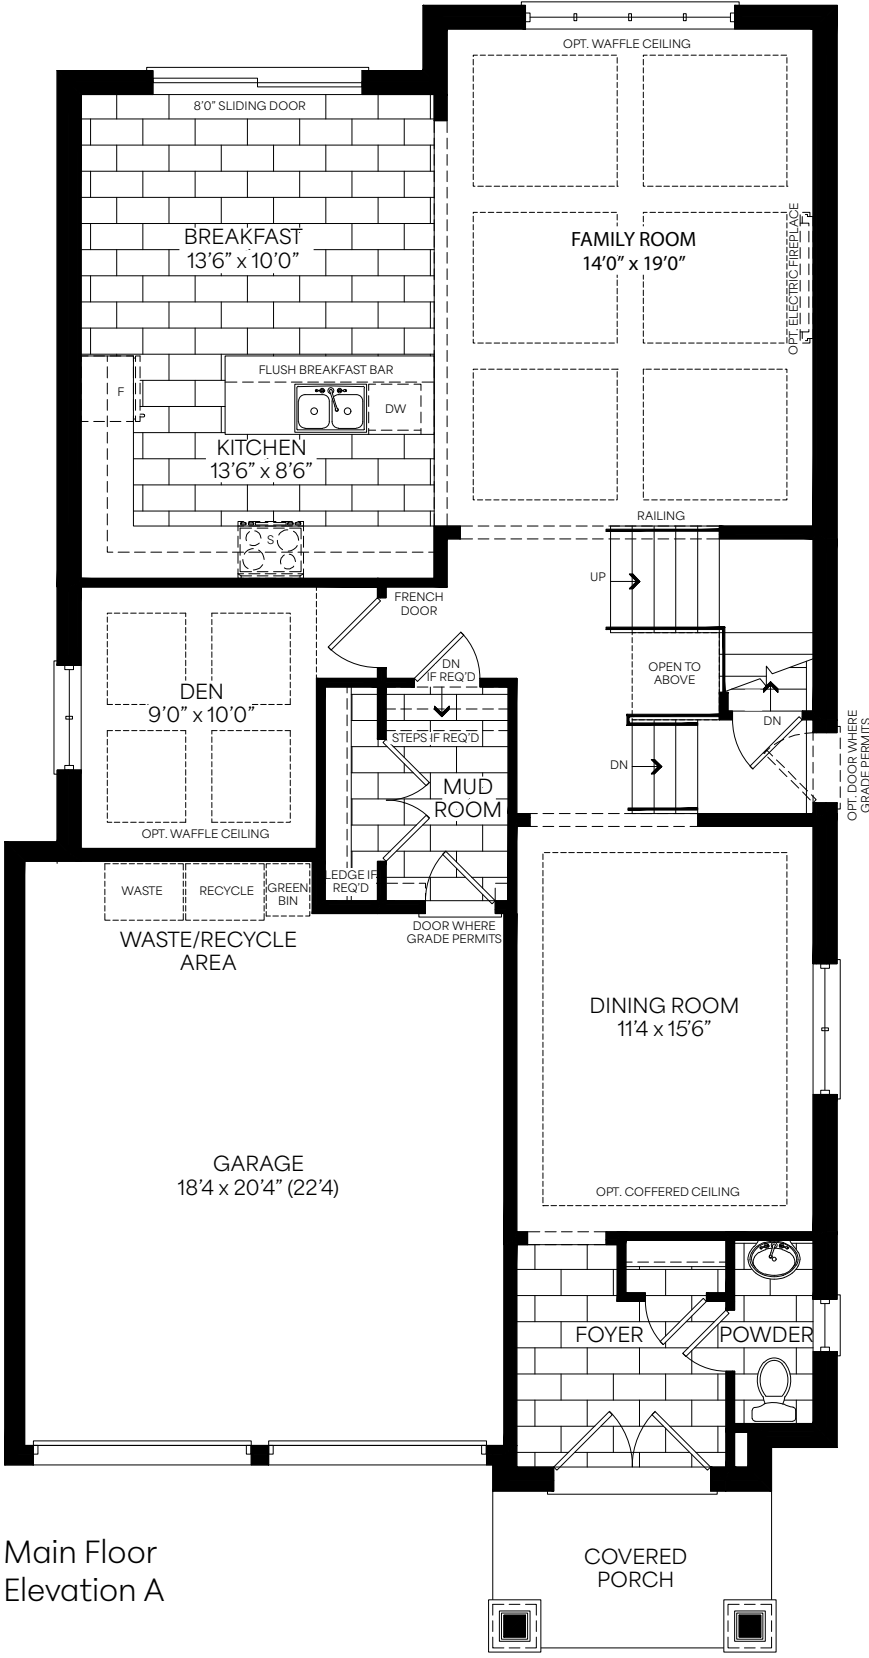 OPT. WAFFLE CEILING
8'0" SLIDING DOOR
BREAKFAST
13'6" x 10'0"
FAMILY ROOM
14'0" x 19'0"
OPT. ELECTRIC FIREPLACE
FLUSH BREAKFAST BAR
F
DW
KITCHEN
13'6" x 8'6"
S
RAILING
UP
FRENCH
DOOR
DN
IF REQ'D
OPEN TO
ABOVE
DEN
9'0" x 10'0"
DN
OPT. DOOR WHERE
GRADE PERMITS
STEPS IF REQ'D
DN
MUD
ROOM
OPT. WAFFLE CEILING
LEDGE IF
REQ'D
WASTE
RECYCLE
GREEN
BIN
WASTE/RECYCLE
AREA
DOOR WHERE
GRADE PERMITS
DINING ROOM
11'4 x 15'6"
GARAGE
18'4 x 20'4" (22'4)
OPT. COFFERED CEILING
FOYER
POWDER
COVERED
PORCH
Main Floor
Elevation A